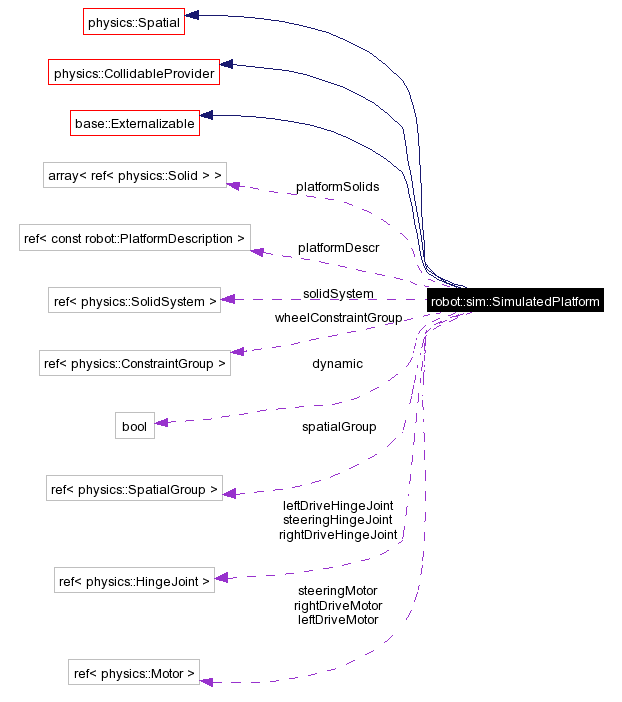 physics::Spatial
physics::CollidableProvider
base::Externalizable
array< ref< physics::Solid > >
platformSolids
ref< const robot::PlatformDescription >
platformDescr
ref< physics::SolidSystem >
solidSystem
robot::sim::SimulatedPlatform
wheelConstraintGroup
ref< physics::ConstraintGroup >
dynamic
bool
spatialGroup
ref< physics::SpatialGroup >
leftDriveHingeJoint
steeringHingeJoint
rightDriveHingeJoint
ref< physics::HingeJoint >
steeringMotor
rightDriveMotor
leftDriveMotor
ref< physics::Motor >